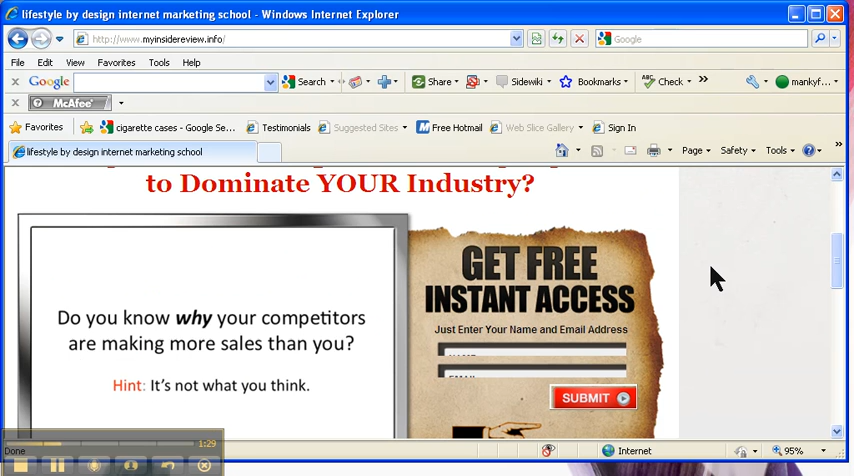 lifestyle by design internet marketing school - Windows Internet Explorer
http://www.myinsidereview.info/
Google
File Edit View Favorites Tools Help
Google Search Share Sidewiki Bookmarks Check mankyf...
McAfee
Favorites cigarette cases - Google Se... Testimonials Suggested Sites Free Hotmail Web Slice Gallery Sign In
lifestyle by design internet marketing school Page Safety Tools
to Dominate YOUR Industry?
Do you know why your competitors
are making more sales than you?
Hint: It's not what you think.
GET FREE
INSTANT ACCESS
Just Enter Your Name and Email Address
NAME
EMAIL
SUBMIT
1:29
Done Internet 95%